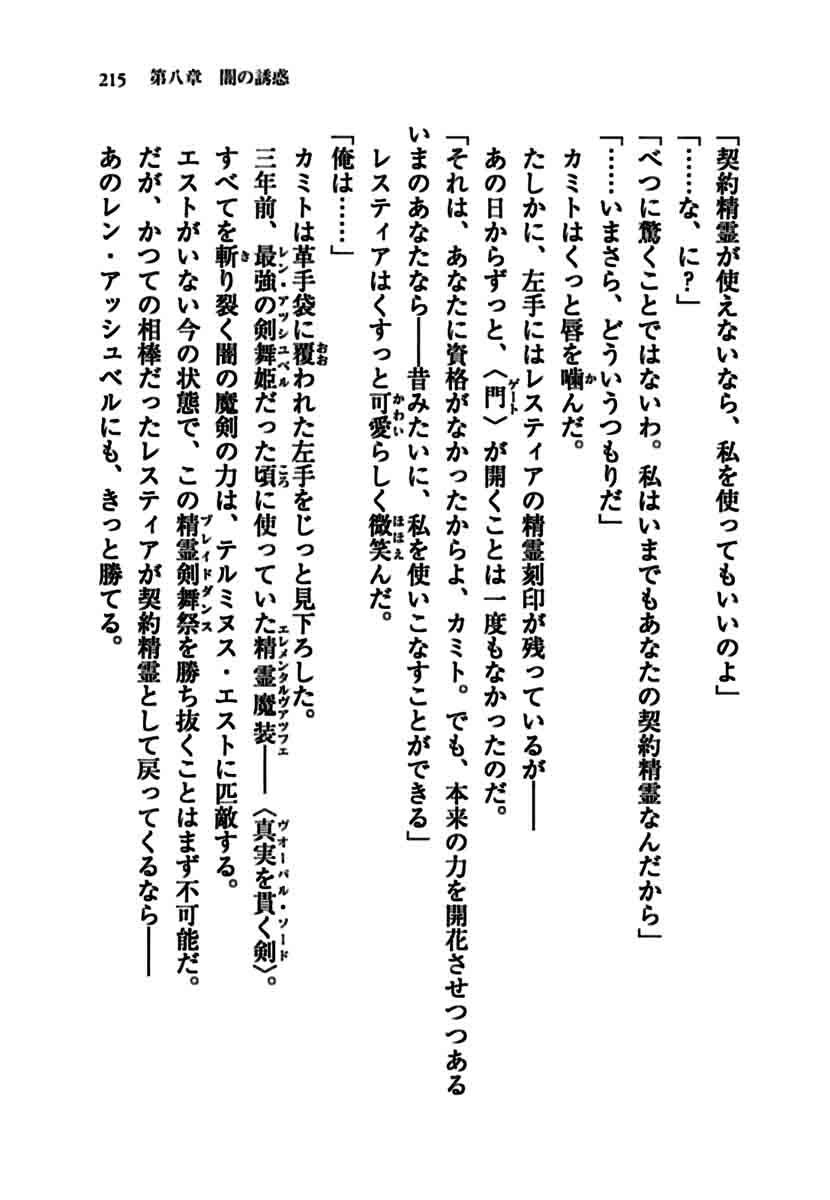 215　第八章　闇の誘惑
「契約精霊が使えないなら、私を使ってもいいのよ」
「……な、に？」
「べつに驚くことではないわ。私はいまでもあなたの契約精霊なんだから」
「……いまさら、どういうつもりだ」
カミトはくっと唇を噛んだ。
たしかに、左手にはレスティアの精霊刻印が残っているが――
あの日からずっと、〈門〉が開くことは一度もなかったのだ。
「それは、あなたに資格がなかったからよ、カミト。でも、本来の力を開花させつつある
いまのあなたなら――昔みたいに、私を使いこなすことができる」
レスティアはくすっと可愛らしく微笑んだ。
「俺は……」
カミトは革手袋に覆われた左手をじっと見下ろした。
三年前、最強の剣舞姫だった頃に使っていた精霊魔装――〈真実を貫く剣〉。
すべてを斬り裂く闇の魔剣の力は、テルミヌス・エストに匹敵する。
エストがいない今の状態で、この精霊剣舞祭を勝ち抜くことはまず不可能だ。
だが、かつての相棒だったレスティアが契約精霊として戻ってくるなら――
あのレン・アッシュベルにも、きっと勝てる。